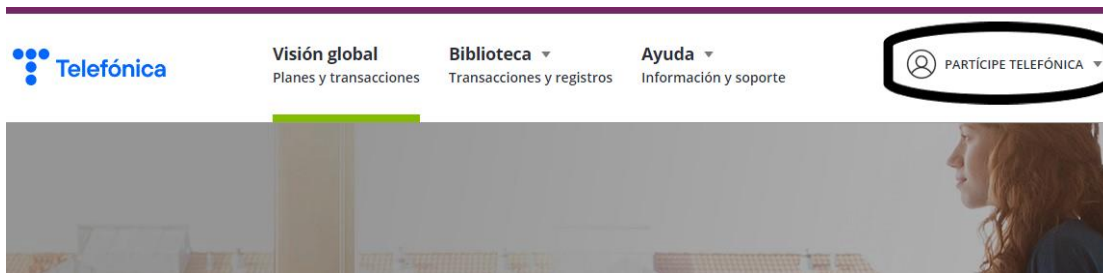 Telefónica
Visión global
Planes y transacciones
Biblioteca
Transacciones y registros
Ayuda
Información y soporte
PARTÍCIPE TELEFÓNICA